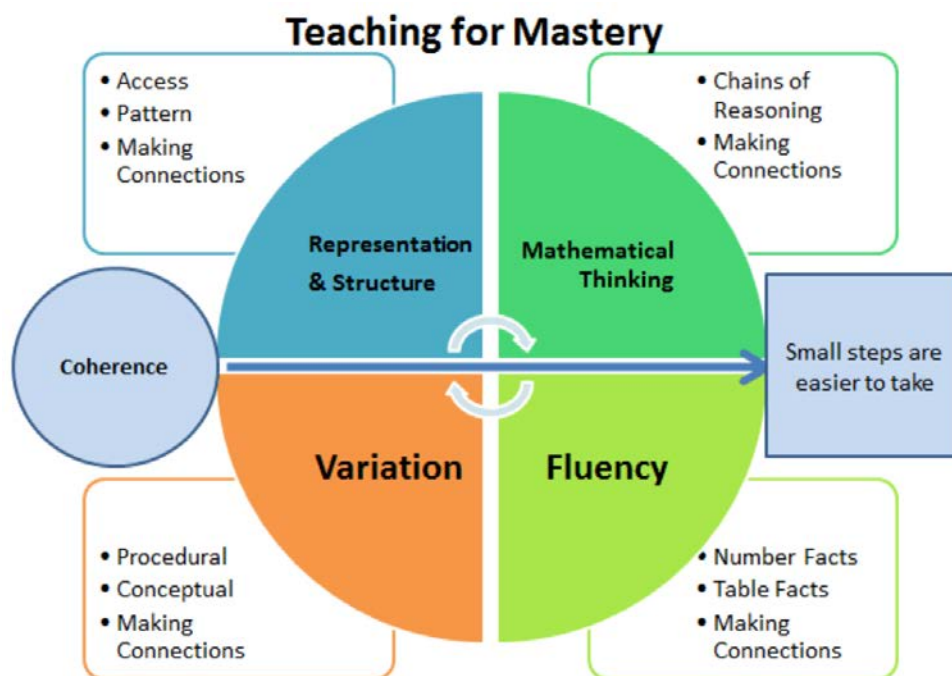 Teaching for Mastery
• Access
• Pattern
• Making
Connections
• Chains of
Reasoning
• Making
Connections
Representation
& Structure
Mathematical
Thinking
Coherence
Small steps are
easier to take
Variation
Fluency
• Procedural
• Conceptual
• Making
Connections
• Number Facts
• Table Facts
• Making
Connections